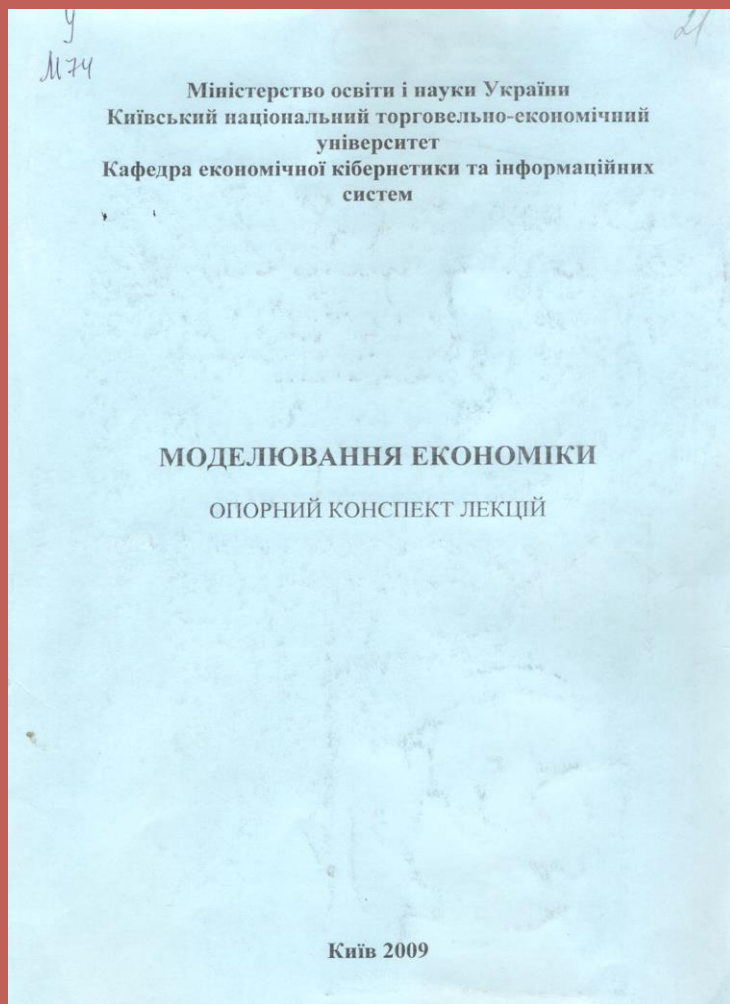 У
М74
21
Міністерство освіти і науки України
Київський національний торговельно-економічний
університет
Кафедра економічної кібернетики та інформаційних
систем
МОДЕЛЮВАННЯ ЕКОНОМІКИ
ОПОРНИЙ КОНСПЕКТ ЛЕКЦІЙ
Київ 2009